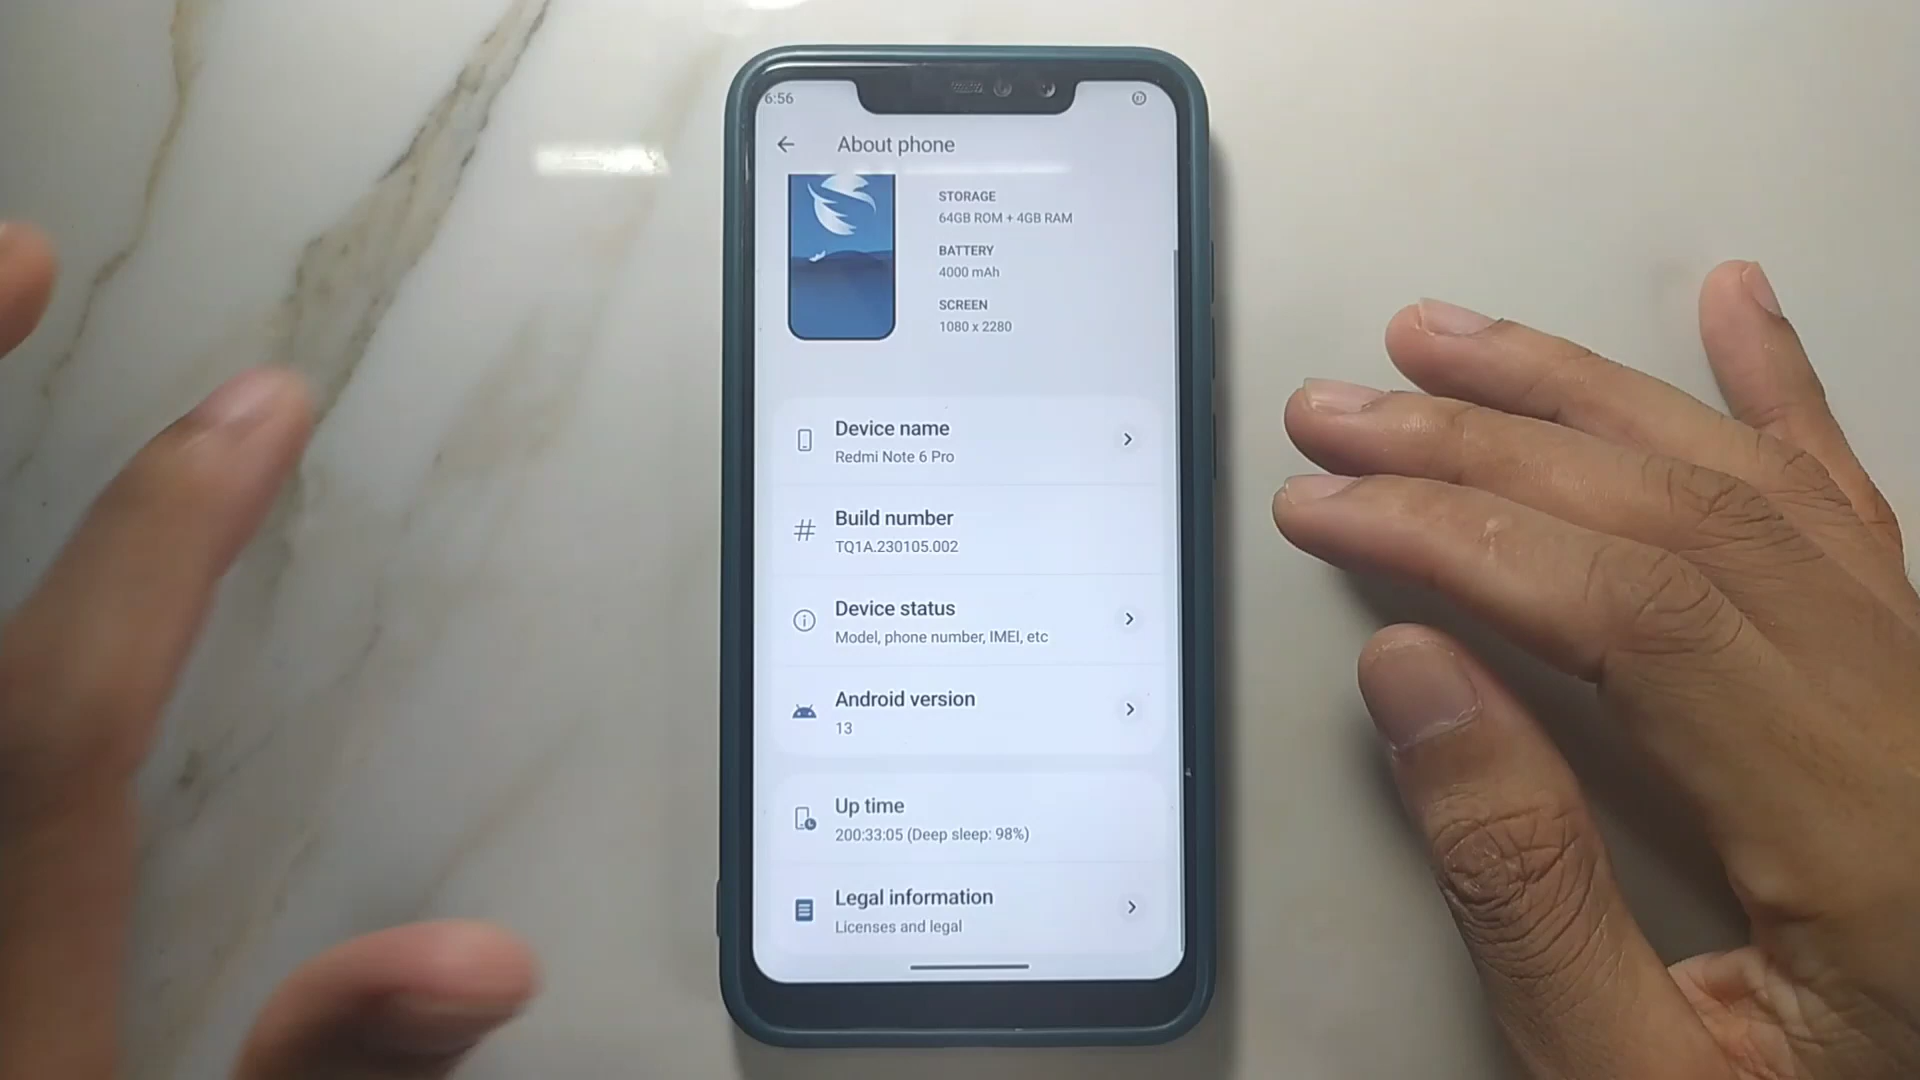 6:56
About phone
STORAGE
64GB ROM + 4GB RAM
BATTERY
4000 mAh
SCREEN
1080 x 2280
Device name
Redmi Note 6 Pro
Build number
TQ1A.230105.002
Device status
Model, phone number, IMEI, etc
Android version
13
Up time
200:33:05 (Deep sleep: 98%)
Legal information
Licenses and legal